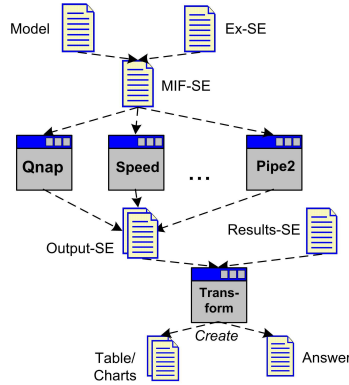 Model
Ex-SE
MIF-SE
Qnap
Speed
...
Pipe2
Output-SE
Results-SE
Trans-
form
Create
Table/
Charts
Answer